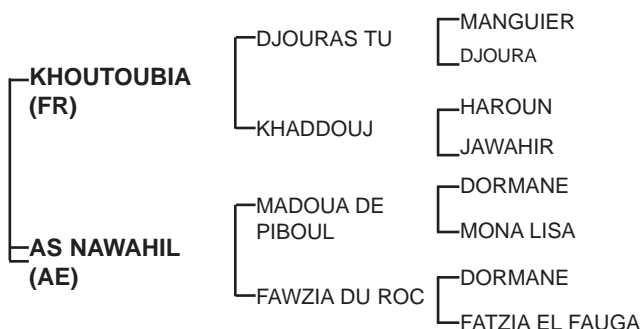 KHOUTOUBIA
(FR)
DJOURAS TU
MANGUIER
DJOURA
KHADDOUJ
HAROUN
JAWAHIR
AS NAWAHIL
(AE)
MADOUA DE
PIBOUL
DORMANE
MONA LISA
FAWZIA DU ROC
DORMANE
FATZIA EL FAUGA